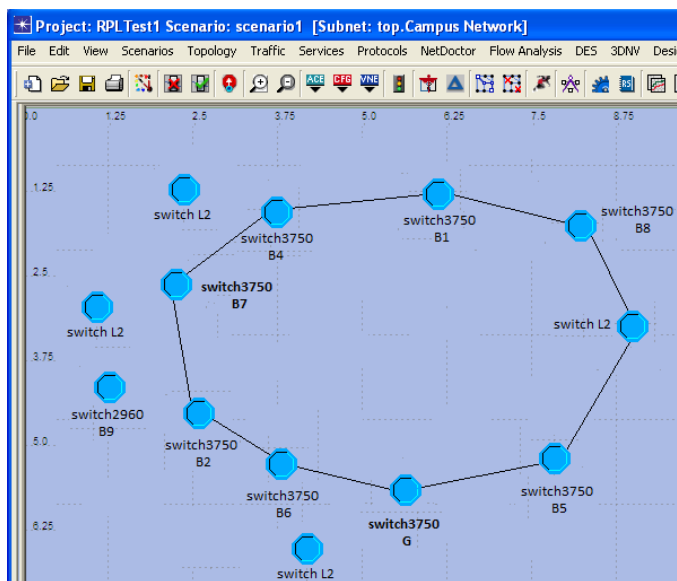 Project: RPLTest1 Scenario: scenario1 [Subnet: top.Campus Network]
File Edit View Scenarios Topology Traffic Services Protocols NetDoctor Flow Analysis DES 3DNV Desi
ACE CFG VNE RS
0.0 1.25 2.5 3.75 5.0 6.25 7.5 8.75
1.25
switch L2
switch3750
B4
switch3750
B1
switch3750
B8
2.5
switch3750
B7
switch L2
switch L2
3.75
switch2960
B9
5.0
switch3750
B2
switch3750
B6
switch3750
G
switch3750
B5
6.25
switch L2